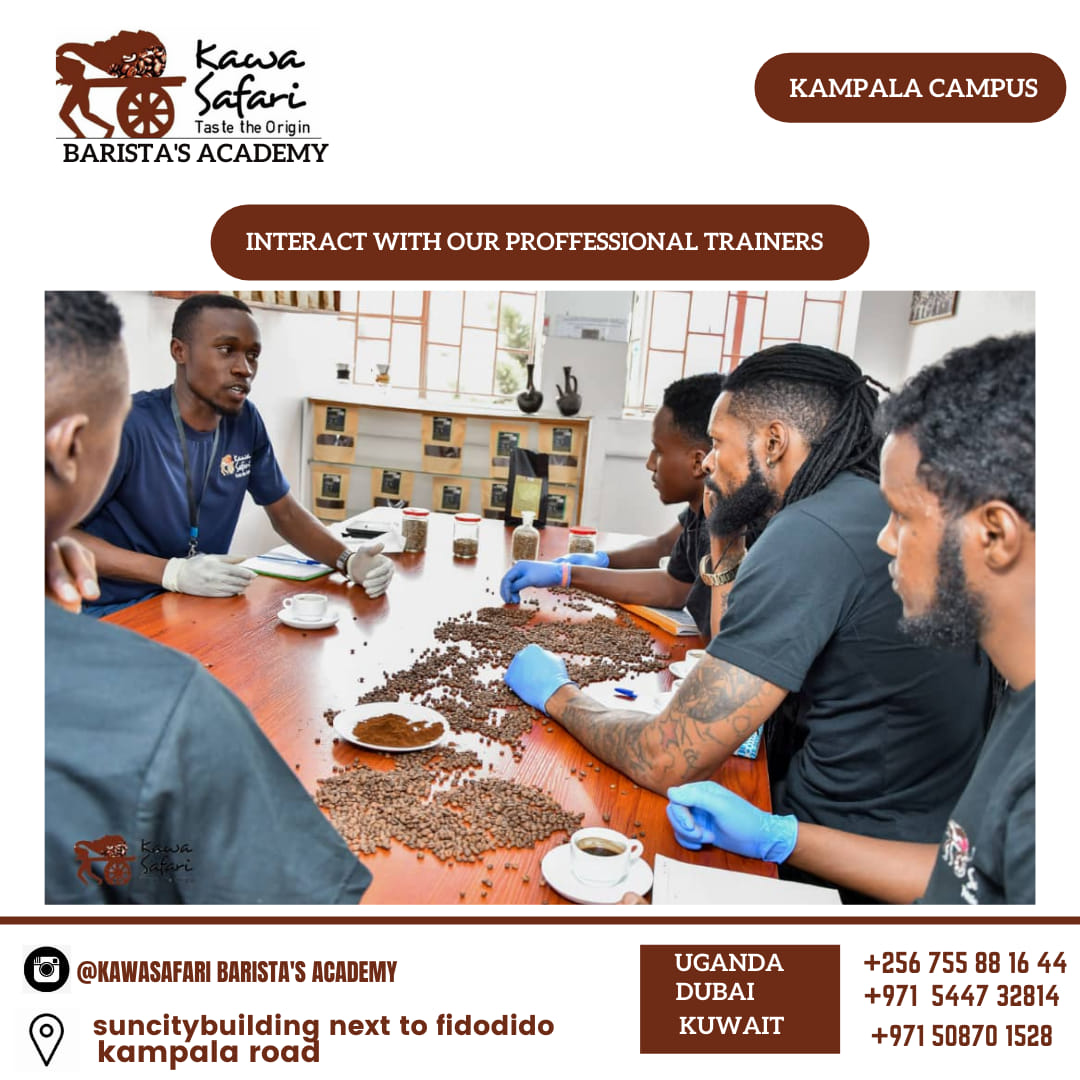 Kawa
Safari
Taste the Origin
BARISTA'S ACADEMY
KAMPALA CAMPUS
INTERACT WITH OUR PROFFESSIONAL TRAINERS
Kawa
Safari
Kawa
Safari
@KAWASAFARI BARISTA'S ACADEMY
suncitybuilding next to fidodido
kampala road
UGANDA
DUBAI
KUWAIT
+256 755 88 16 44
+971 5447 32814
+971 50870 1528